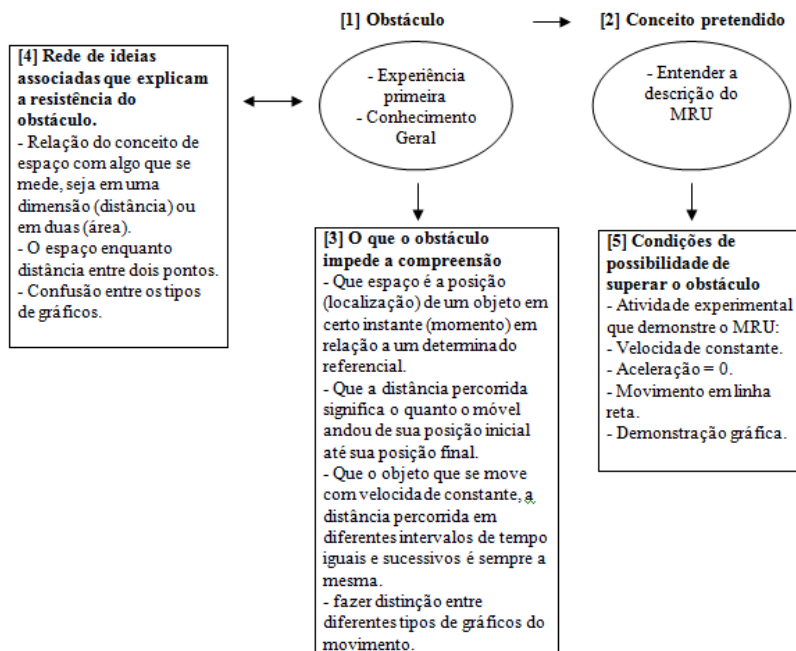 [1] Obstáculo
- Experiência
primeira
- Conhecimento
Geral
[2] Conceito pretendido
- Entender a
descrição do
MRU
[3] O que o obstáculo
impede a compreensão
- Que espaço é a posição
(localização) de um objeto em
certo instante (momento) em
relação a um determinado
referencial.
- Que a distância percorrida
significa o quanto o móvel
andou de sua posição inicial
até sua posição final.
- Que o objeto que se move
com velocidade constante, a
distância percorrida em
diferentes intervalos de tempo
iguais e sucessivos é sempre a
mesma.
- fazer distinção entre
diferentes tipos de gráficos do
movimento.
[4] Rede de ideias
associadas que explicam
a resistência do
obstáculo.
- Relação do conceito de
espaço com algo que se
mede, seja em uma
dimensão (distância) ou
em duas (área).
- O espaço enquanto
distância entre dois pontos.
- Confusão entre os tipos
de gráficos.
[5] Condições de
possibilidade de
superar o obstáculo
- Atividade experimental
que demonstre o MRU:
- Velocidade constante.
- Aceleração = 0.
- Movimento em linha
reta.
- Demonstração gráfica.